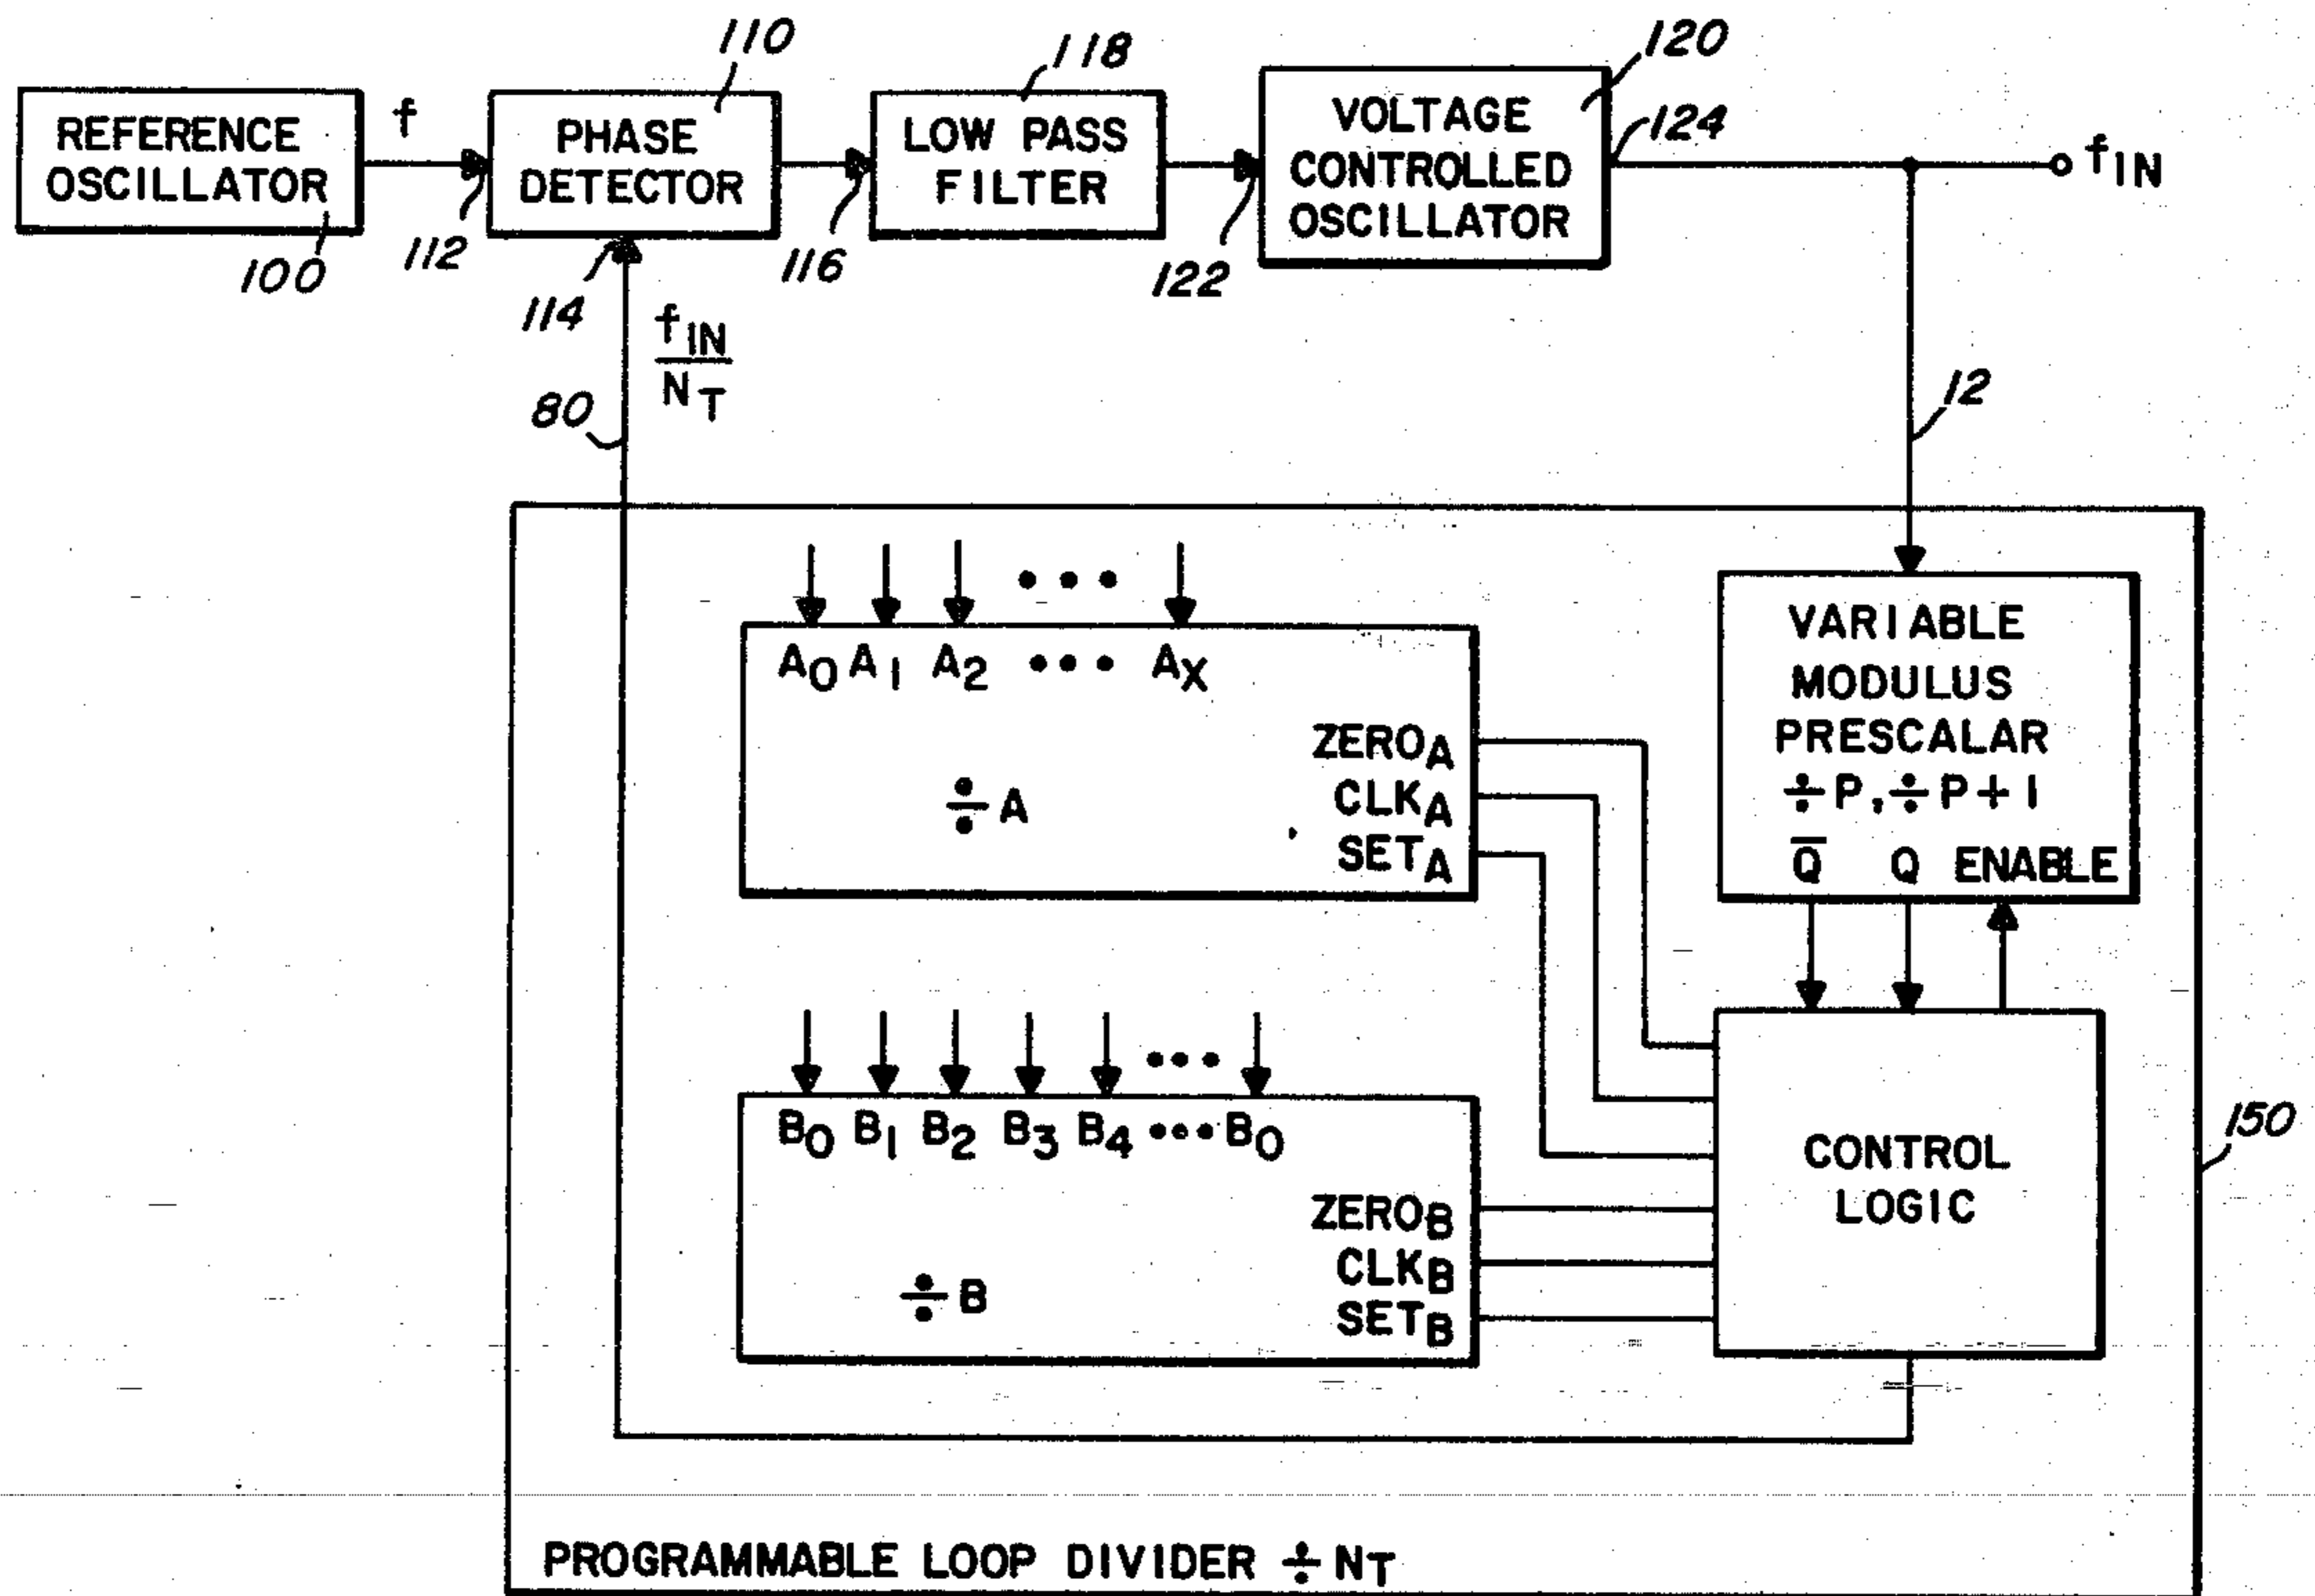 110
118
120
REFERENCE
OSCILLATOR
100
f
112
PHASE
DETECTOR
114
116
LOW PASS
FILTER
122
VOLTAGE
CONTROLLED
OSCILLATOR
124
fIN
fIN
NT
80
12
A0 A1 A2 ••• AX
ZEROA
CLKA
SETA
÷A
VARIABLE
MODULUS
PRESCALAR
÷P, ÷P+1
Q̅ Q ENABLE
B0 B1 B2 B3 B4 ••• B0
ZEROB
CLKB
SETB
÷B
CONTROL
LOGIC
150
PROGRAMMABLE LOOP DIVIDER ÷NT